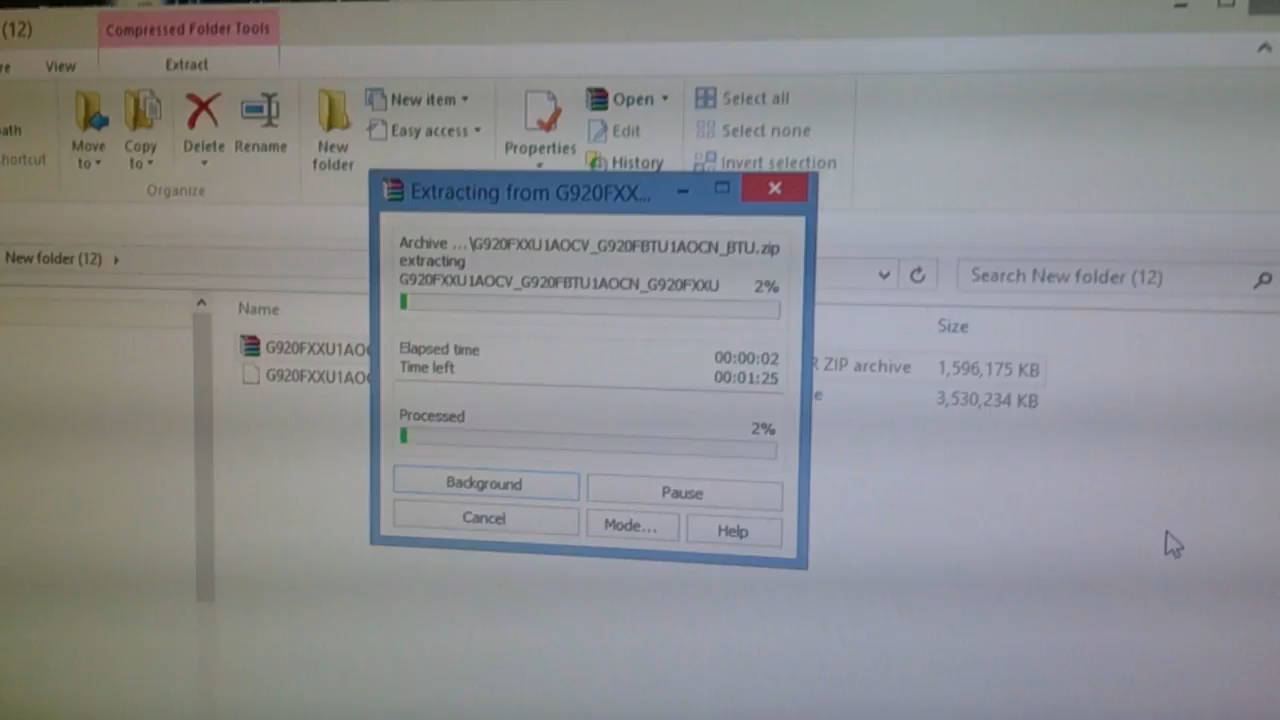 (12)
Compressed Folder Tools
View
Extract
Move to
Copy to
Delete
Rename
New folder
New item
Easy access
Properties
Open
Edit
History
Select all
Select none
Invert selection
Organize
New folder (12)
Search New folder (12)
Name
Size
G920FXXU1AOC
ZIP archive
1,596,175 KB
G920FXXU1AOC
3,530,234 KB
Extracting from G920FXX...
Archive ...\G920FXXU1AOCV_G920FBTU1AOCN_BTU.zip
extracting
G920FXXU1AOCV_G920FBTU1AOCN_G920FXXU 2%
Elapsed time 00:00:02
Time left 00:01:25
Processed 2%
Background
Pause
Cancel
Mode...
Help